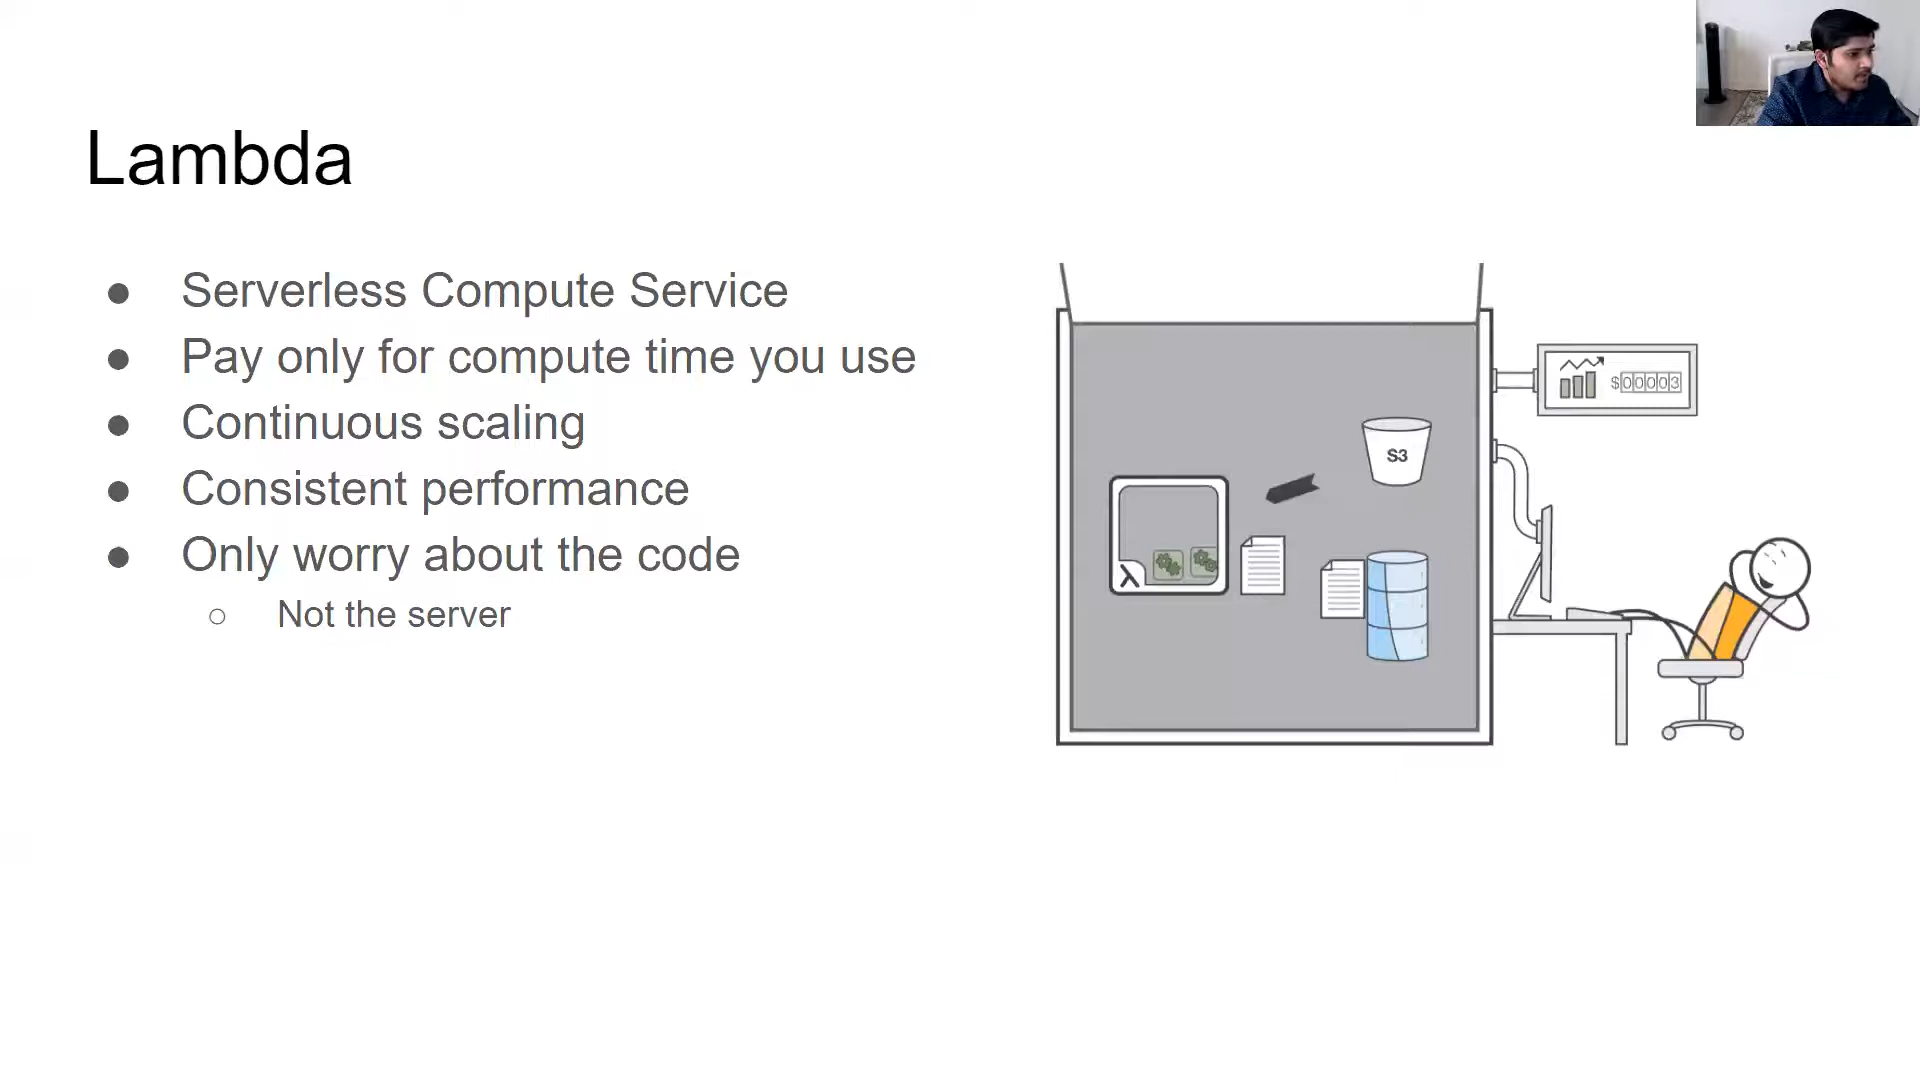 Lambda
Serverless Compute Service
Pay only for compute time you use
Continuous scaling
Consistent performance
Only worry about the code
Not the server
S3
$00003
λ